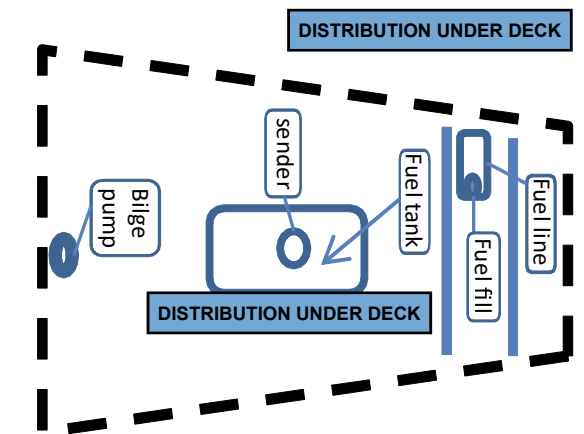 DISTRIBUTION UNDER DECK
sender
Fuel tank
Fuel line
Fuel fill
Bilge
pump
DISTRIBUTION UNDER DECK